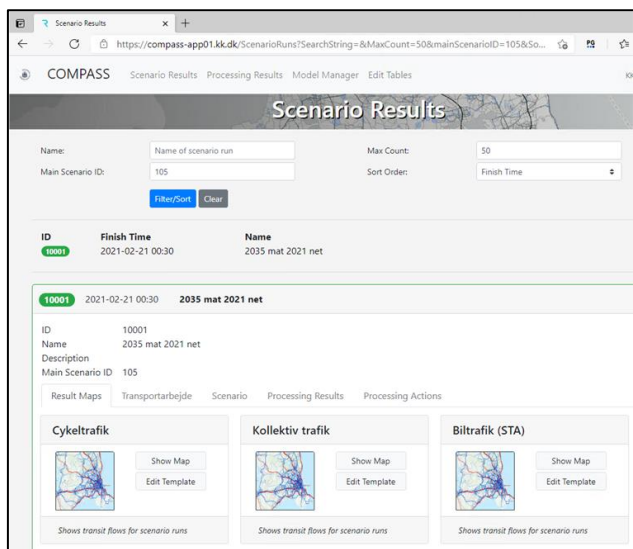 Scenario Results
https://compass-app01.kk.dk/ScenarioRuns?SearchString=&MaxCount=50&mainScenarioID=105&So...
COMPASS Scenario Results Processing Results Model Manager Edit Tables
Scenario Results
Name: Name of scenario run Max Count: 50
Main Scenario ID: 105 Sort Order: Finish Time
Filter/Sort Clear
ID Finish Time Name
10001 2021-02-21 00:30 2035 mat 2021 net
10001 2021-02-21 00:30 2035 mat 2021 net
ID 10001
Name 2035 mat 2021 net
Description
Main Scenario ID 105
Result Maps Transportarbejde Scenario Processing Results Processing Actions
Cykeltrafik Kollektiv trafik Biltrafik (STA)
Show Map Show Map Show Map
Edit Template Edit Template Edit Template
Shows transit flows for scenario runs Shows transit flows for scenario runs Shows transit flows for scenario runs